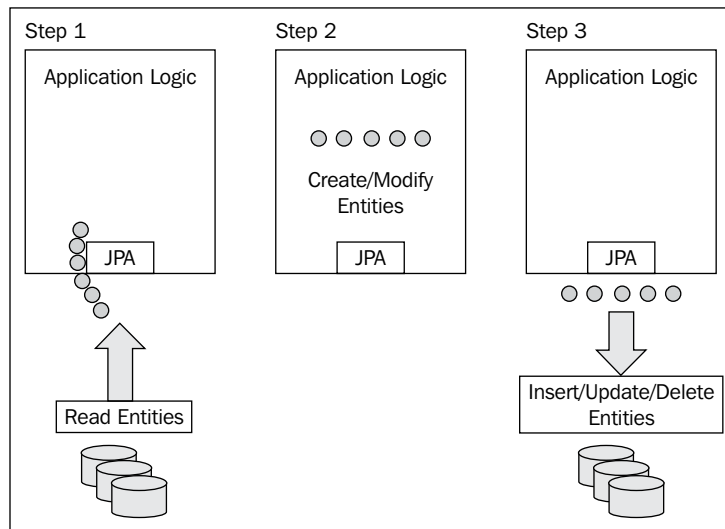 Step 1
Application Logic
JPA
Read Entities
Step 2
Application Logic
Create/Modify
Entities
JPA
Step 3
Application Logic
JPA
Insert/Update/Delete
Entities